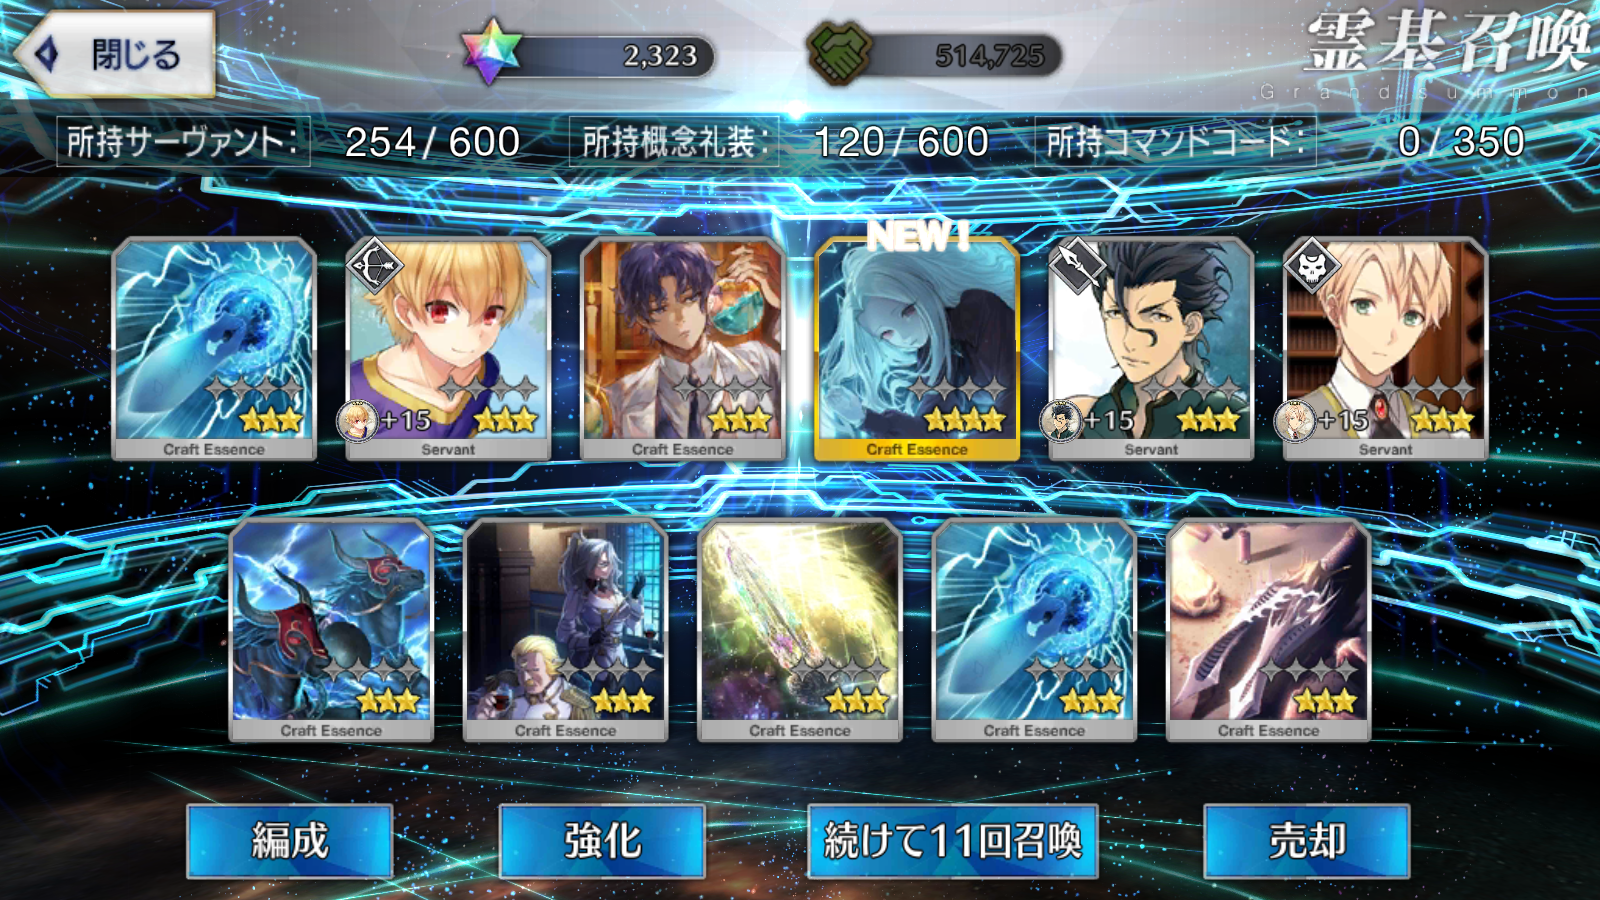 閉じる
2,323
514,725
霊基召喚
Grand summon
所持サーヴァント: 254/600
所持概念礼装: 120/600
所持コマンドコード: 0/350
NEW!
+15
+15
+15
Craft Essence
Servant
Craft Essence
Craft Essence
Servant
Servant
Craft Essence
Craft Essence
Craft Essence
Craft Essence
Craft Essence
編成
強化
続けて11回召喚
売却